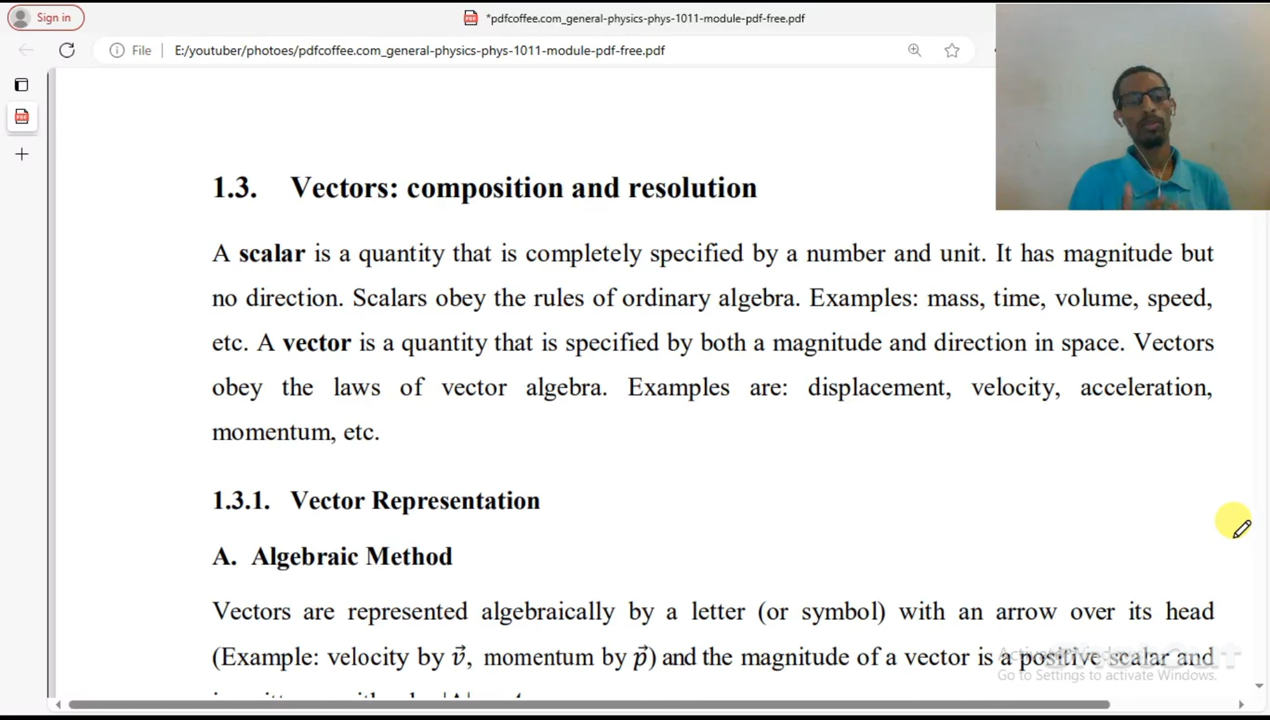 Sign in
*pdfcoffee.com_general-physics-phys-1011-module-pdf-free.pdf
File
E:/youtuber/photoes/pdfcoffee.com_general-physics-phys-1011-module-pdf-free.pdf
1.3. Vectors: composition and resolution
A scalar is a quantity that is completely specified by a number and unit. It has magnitude but
no direction. Scalars obey the rules of ordinary algebra. Examples: mass, time, volume, speed,
etc. A vector is a quantity that is specified by both a magnitude and direction in space. Vectors
obey the laws of vector algebra. Examples are: displacement, velocity, acceleration,
momentum, etc.
1.3.1. Vector Representation
A. Algebraic Method
Vectors are represented algebraically by a letter (or symbol) with an arrow over its head
(Example: velocity by v⃗, momentum by p⃗) and the magnitude of a vector is a positive scalar and
Activate Windows
Go to Settings to activate Windows.